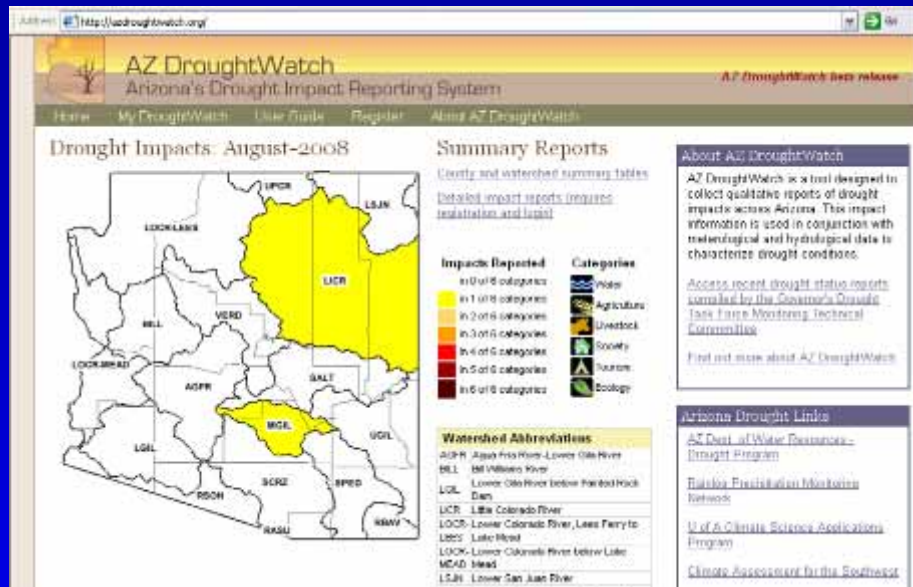 Address http://azdroughtwatch.org/ Go
AZ DroughtWatch
Arizona's Drought Impact Reporting System
AZ DroughtWatch beta release
Home My DroughtWatch User Guide Register About AZ DroughtWatch
Drought Impacts: August-2008
UPCR
LSJN
LOCR-LEES
LICR
VERD
BILL
LOCR-MEAD
SALT
AGFR
MGIL
UGIL
LGIL
SCRZ
SPED
RSON
RASU
RBAV
Summary Reports
County and watershed summary tables
Detailed impact reports (requires
registration and login)
Impacts Reported
in 0 of 6 categories
in 1 of 6 categories
in 2 of 6 categories
in 3 of 6 categories
in 4 of 6 categories
in 5 of 6 categories
in 6 of 6 categories
Categories
Water
Agriculture
Livestock
Society
Tourism
Ecology
Watershed Abbreviations
AGFR Agua Fria River-Lower Gila River
BILL Bill Williams River
LGIL Lower Gila River below Painted Rock
Dam
LICR Little Colorado River
LOCR- Lower Colorado River, Lees Ferry to
LEES Lake Mead
LOCR- Lower Colorado River below Lake
MEAD Mead
LSJN Lower San Juan River
About AZ DroughtWatch
AZ DroughtWatch is a tool designed to
collect qualitative reports of drought
impacts across Arizona. This impact
information is used in conjunction with
meterological and hydrological data to
characterize drought conditions.
Access recent drought status reports
compiled by the Governor's Drought
Task Force Monitoring Technical
Committee
Find out more about AZ DroughtWatch
Arizona Drought Links
AZ Dept. of Water Resources -
Drought Program
Rainlog Precipitation Monitoring
Network
U of A Climate Science Applications
Program
Climate Assessment for the Southwest